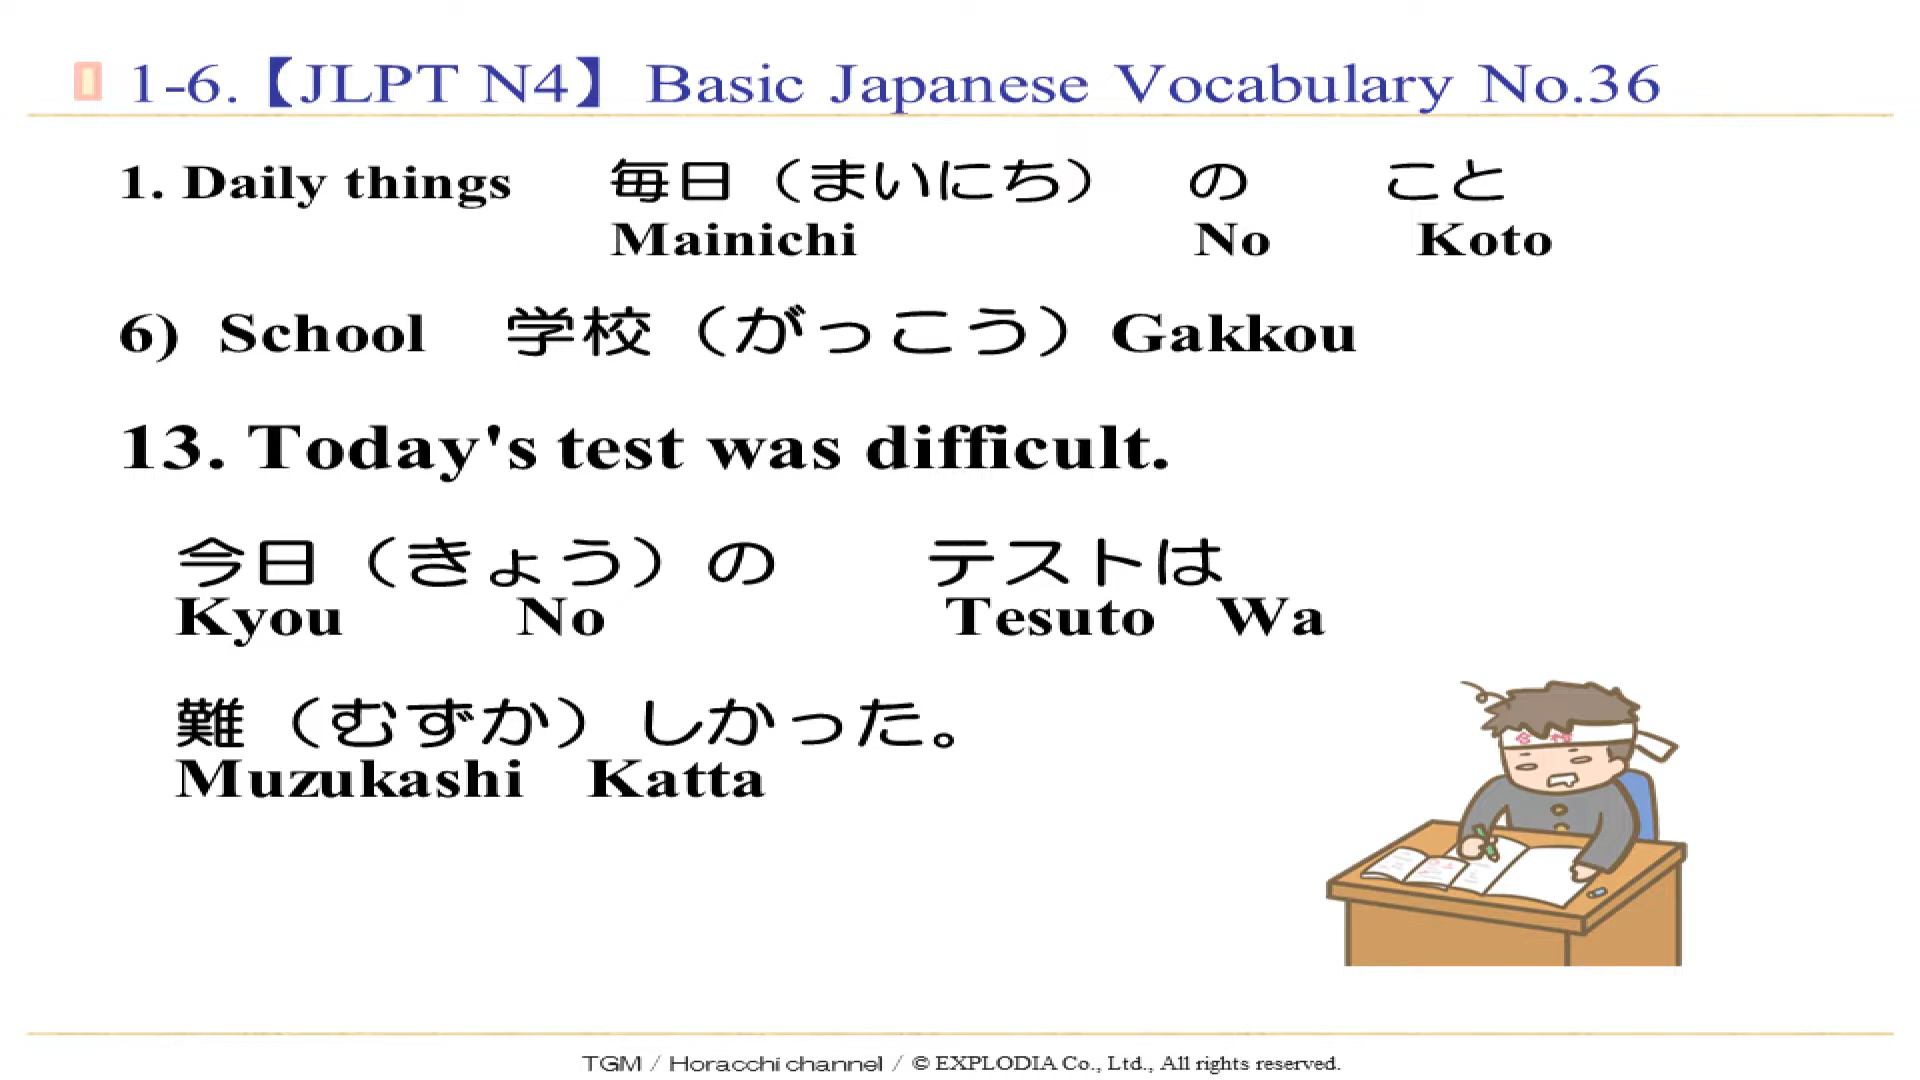 1-6.【JLPT N4】 Basic Japanese Vocabulary No.36
1. Daily things 毎日（まいにち） の こと
Mainichi No Koto
6) School 学校（がっこう）Gakkou
13. Today's test was difficult.
今日（きょう）の テストは
Kyou No Tesuto Wa
難（むずか）しかった。
Muzukashi Katta
TGM / Horacchi channel / © EXPLODIA Co., Ltd., All rights reserved.